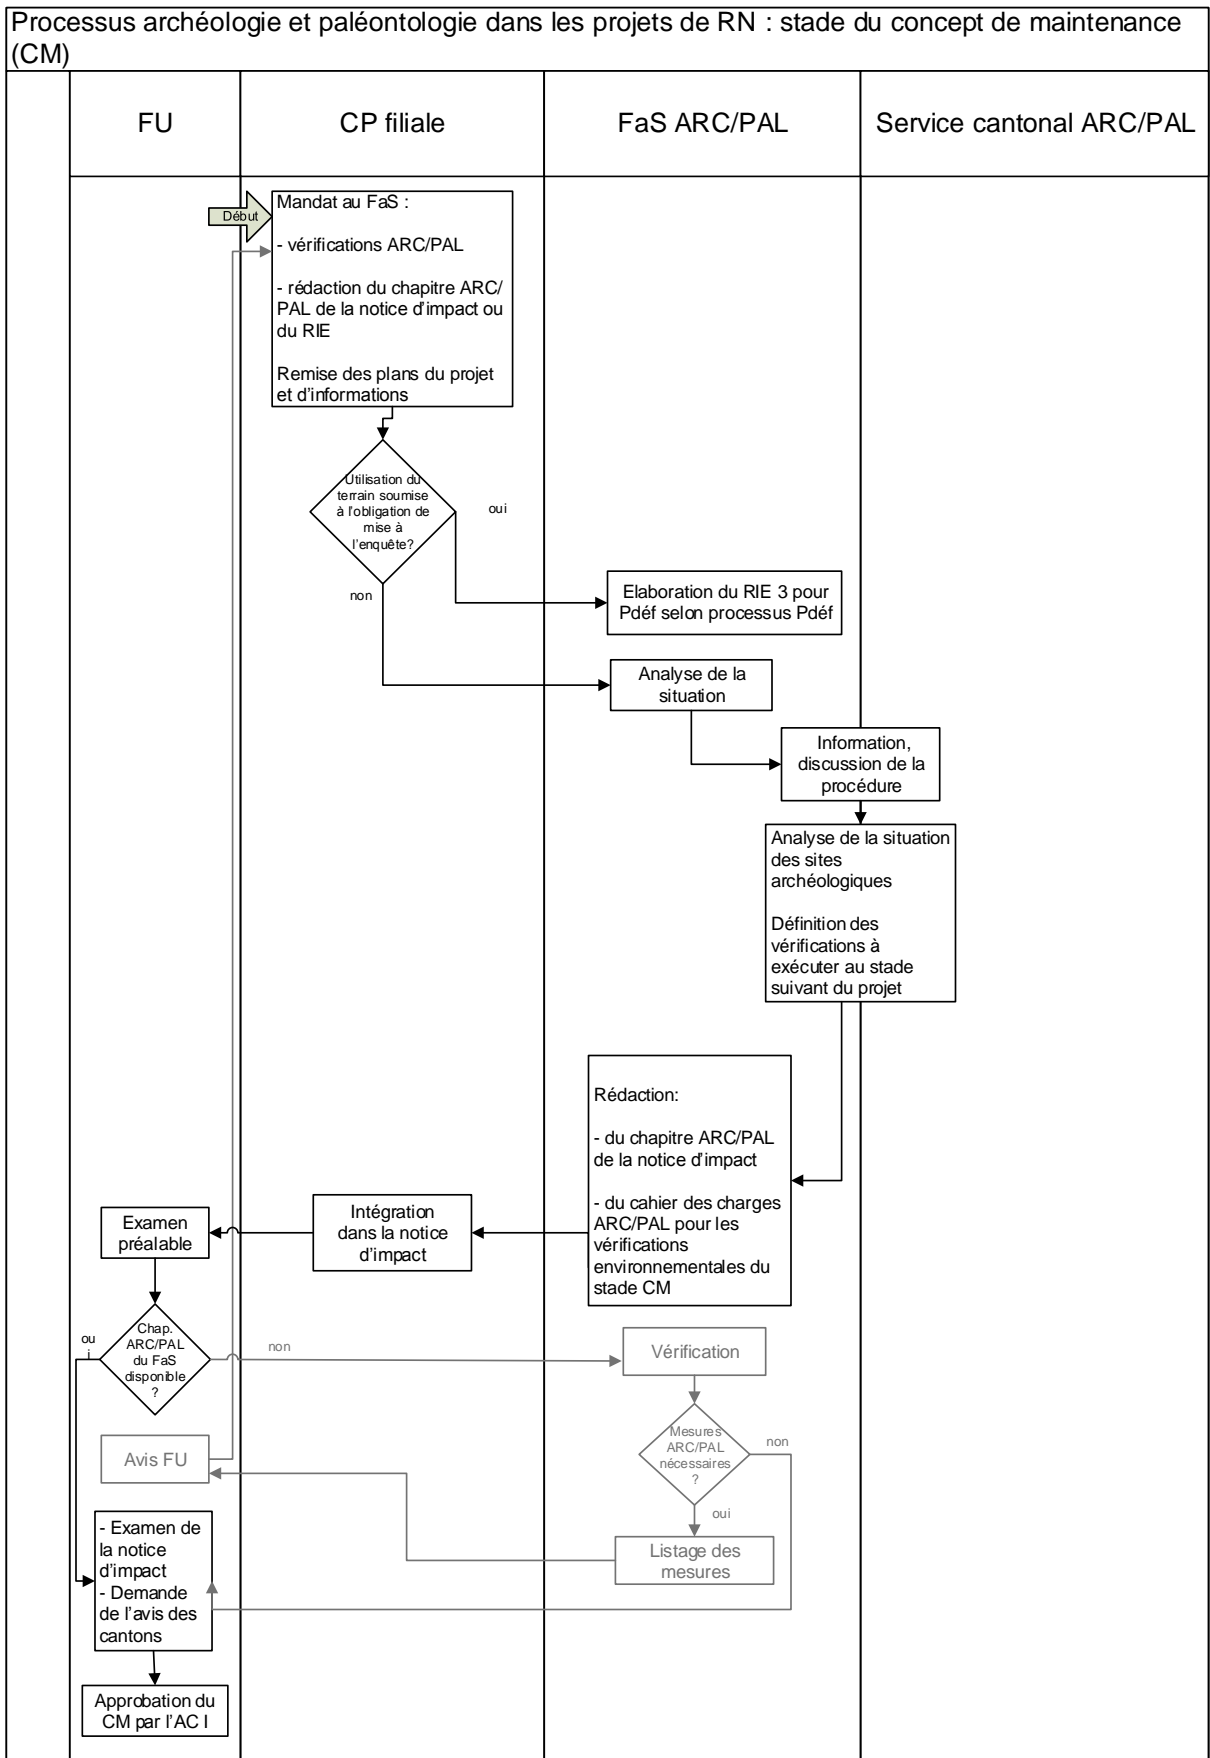 Processus archéologie et paléontologie dans les projets de RN : stade du concept de maintenance
(CM)
FU
CP filiale
FaS ARC/PAL
Service cantonal ARC/PAL
Début
Mandat au FaS :
- vérifications ARC/PAL
- rédaction du chapitre ARC/
PAL de la notice d'impact ou
du RIE
Remise des plans du projet
et d'informations
Utilisation du
terrain soumise
à l'obligation de
mise à
l'enquête?
oui
non
Elaboration du RIE 3 pour
Pdéf selon processus Pdéf
Analyse de la
situation
Information,
discussion de la
procédure
Analyse de la situation
des sites
archéologiques
Définition des
vérifications à
exécuter au stade
suivant du projet
Rédaction:
- du chapitre ARC/PAL
de la notice d'impact
- du cahier des charges
ARC/PAL pour les
vérifications
environnementales du
stade CM
Intégration
dans la notice
d'impact
Examen
préalable
Chap.
ARC/PAL
du FaS
disponible
?
ou
i
non
Vérification
Mesures
ARC/PAL
nécessaires
?
non
oui
Avis FU
Listage des
mesures
- Examen de
la notice
d'impact
- Demande
de l'avis des
cantons
Approbation du
CM par l'AC I